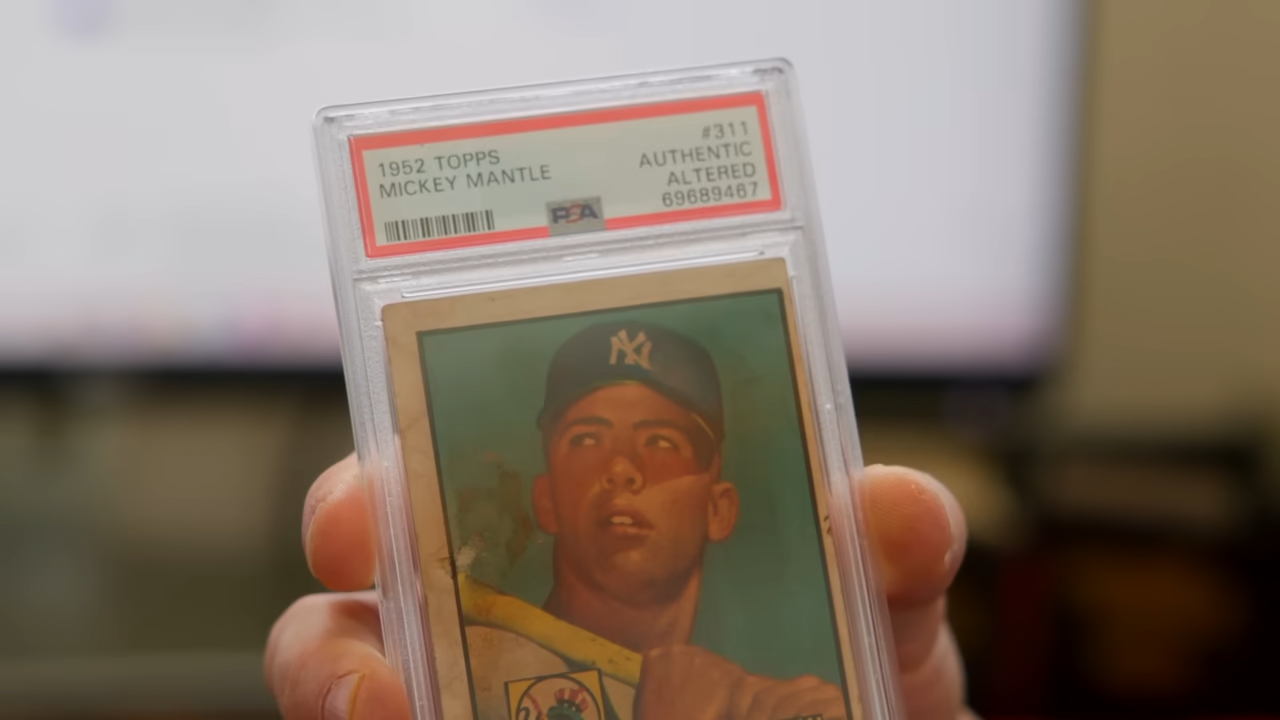 1952 TOPPS
MICKEY MANTLE
#311
AUTHENTIC
ALTERED
69689467
PSA
NY